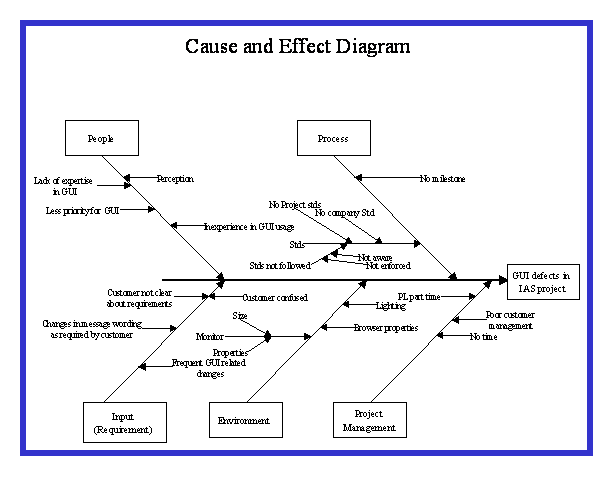 Cause and Effect Diagram
People
Process
Lack of expertise
in GUI
Perception
No milestone
Less priority for GUI
No Project stds
No company Std
Inexperience in GUI usage
Stds
Not aware
Stds not followed
Not enforced
GUI defects in
IAS project
Customer not clear
about requirements
Customer confused
PL part time
Lighting
Size
Poor customer
management
Changes in message wording
as required by customer
Browser properties
Monitor
No time
Properties
Frequent GUI related
changes
Input
(Requirement)
Environment
Project
Management